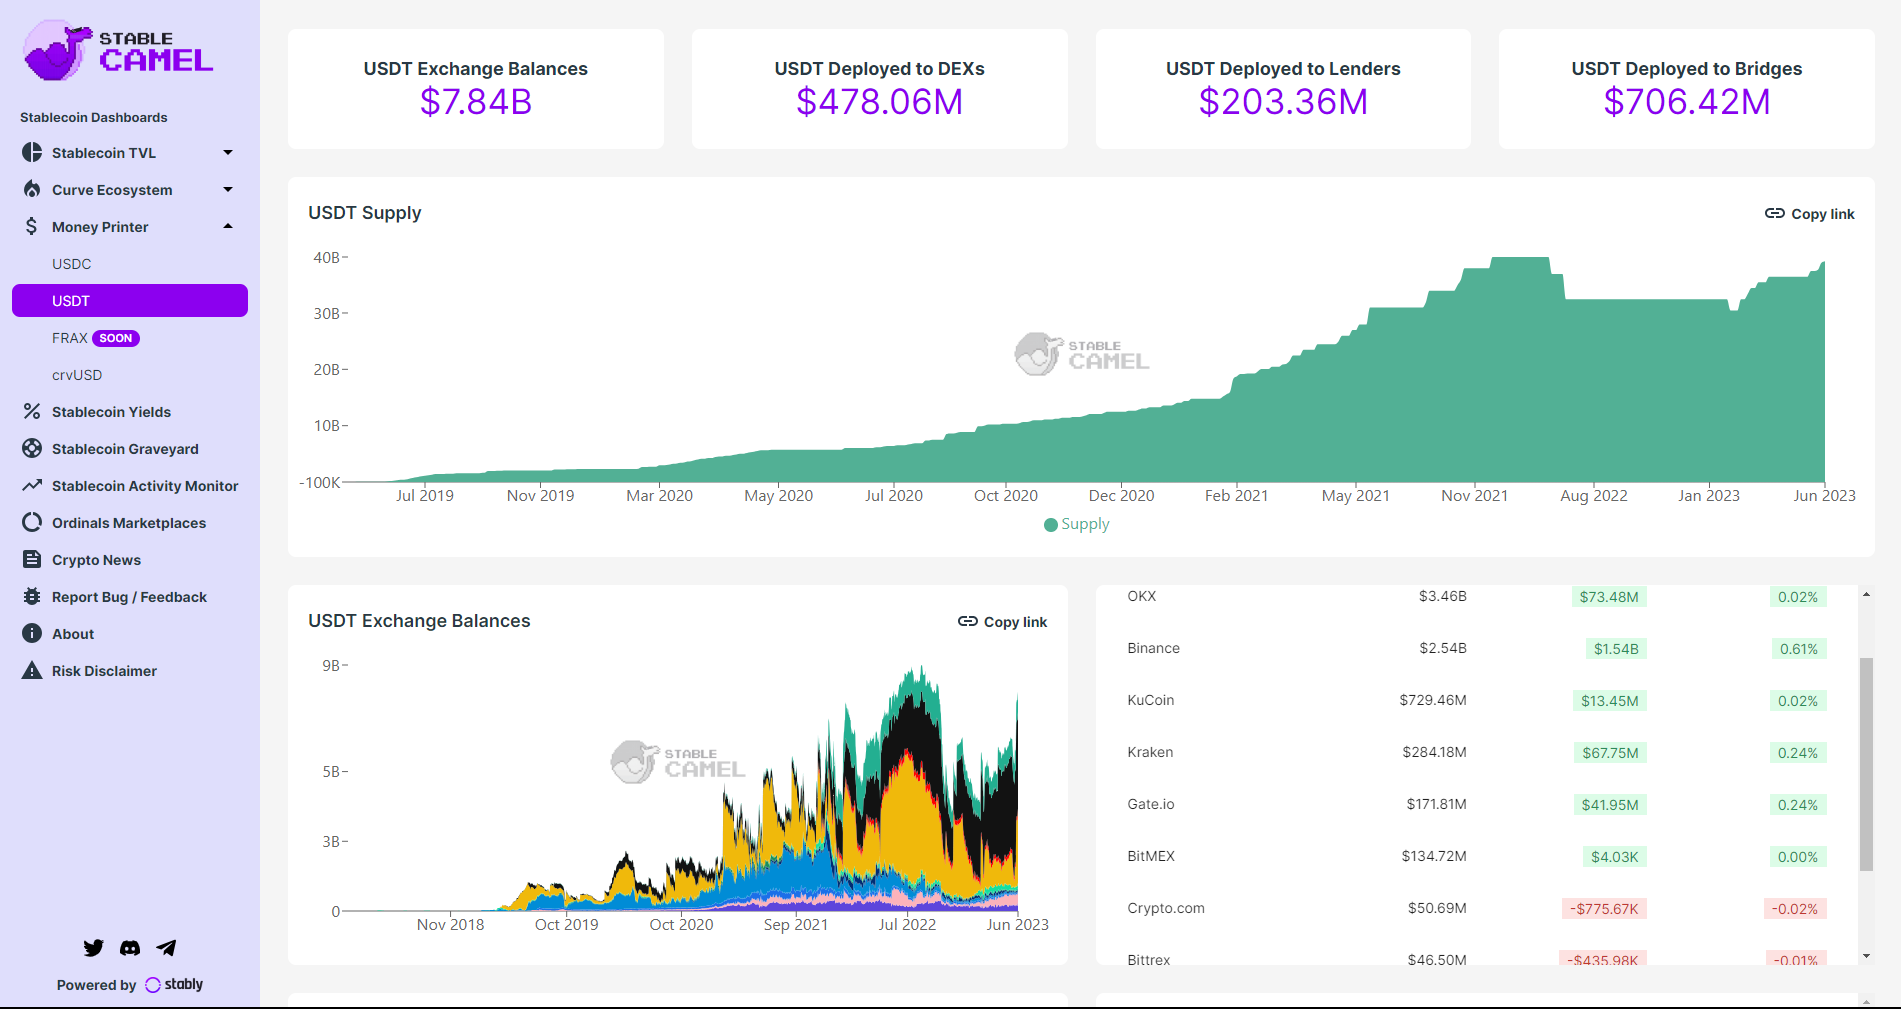 STABLE
CAMEL
Stablecoin Dashboards
Stablecoin TVL
Curve Ecosystem
Money Printer
USDC
USDT
FRAX SOON
crvUSD
Stablecoin Yields
Stablecoin Graveyard
Stablecoin Activity Monitor
Ordinals Marketplaces
Crypto News
Report Bug / Feedback
About
Risk Disclaimer
Powered by stably
USDT Exchange Balances
$7.84B
USDT Deployed to DEXs
$478.06M
USDT Deployed to Lenders
$203.36M
USDT Deployed to Bridges
$706.42M
USDT Supply
Copy link
40B
30B
20B
10B
-100K
STABLE
CAMEL
Jul 2019 Nov 2019 Mar 2020 May 2020 Jul 2020 Oct 2020 Dec 2020 Feb 2021 May 2021 Nov 2021 Aug 2022 Jan 2023 Jun 2023
Supply
USDT Exchange Balances
Copy link
9B
5B
3B
0
STABLE
CAMEL
Nov 2018 Oct 2019 Oct 2020 Sep 2021 Jul 2022 Jun 2023
OKX $3.46B $73.48M 0.02%
Binance $2.54B $1.54B 0.61%
KuCoin $729.46M $13.45M 0.02%
Kraken $284.18M $67.75M 0.24%
Gate.io $171.81M $41.95M 0.24%
BitMEX $134.72M $4.03K 0.00%
Crypto.com $50.69M -$775.67K -0.02%
Bittrex $46.50M -$435.98K -0.01%